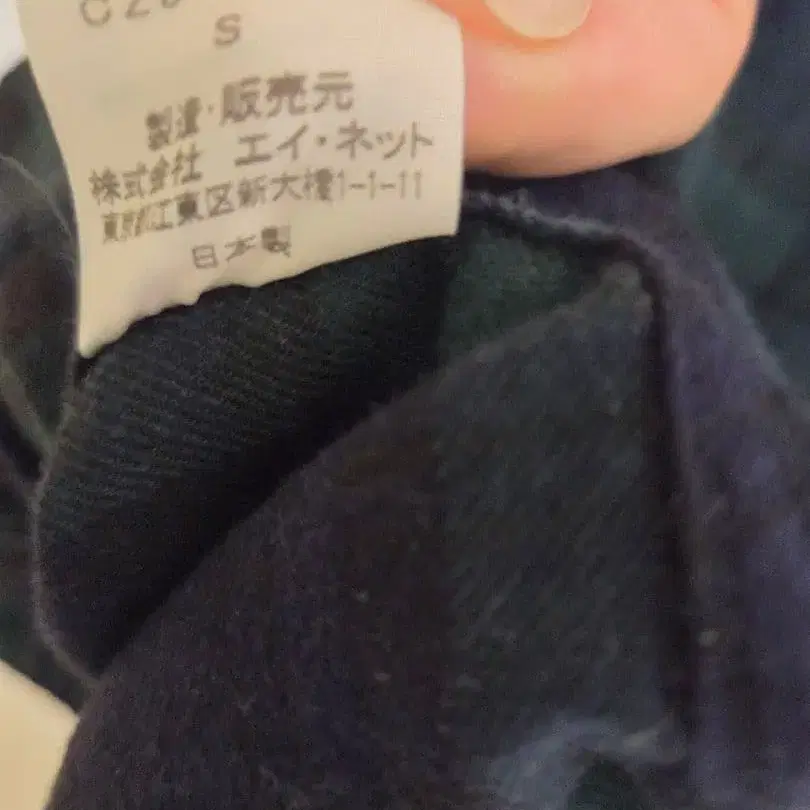 S
製造・販売元
株式会社 エイ・ネット
東京都江東区新大橋1-1-11
日本製